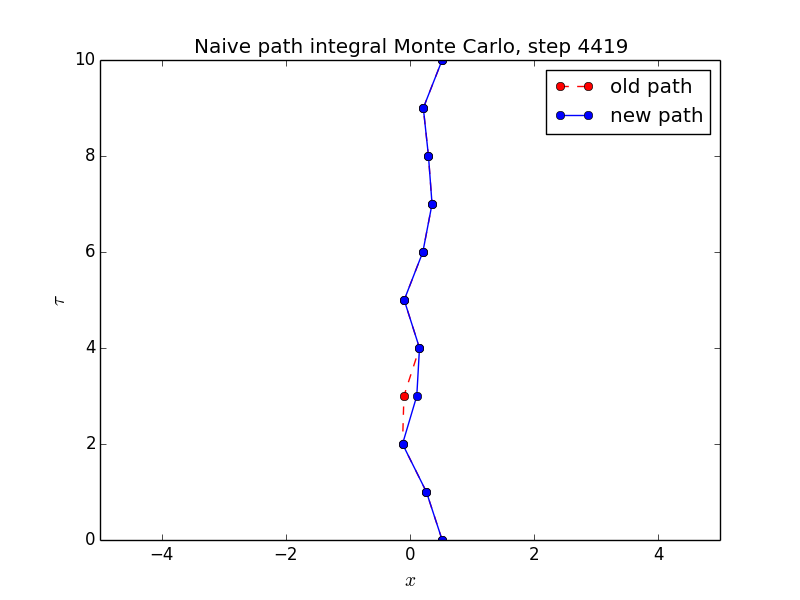 Naive path integral Monte Carlo, step 4419
10
old path
new path
8
6
τ
4
2
0
−4
−2
0
2
4
x